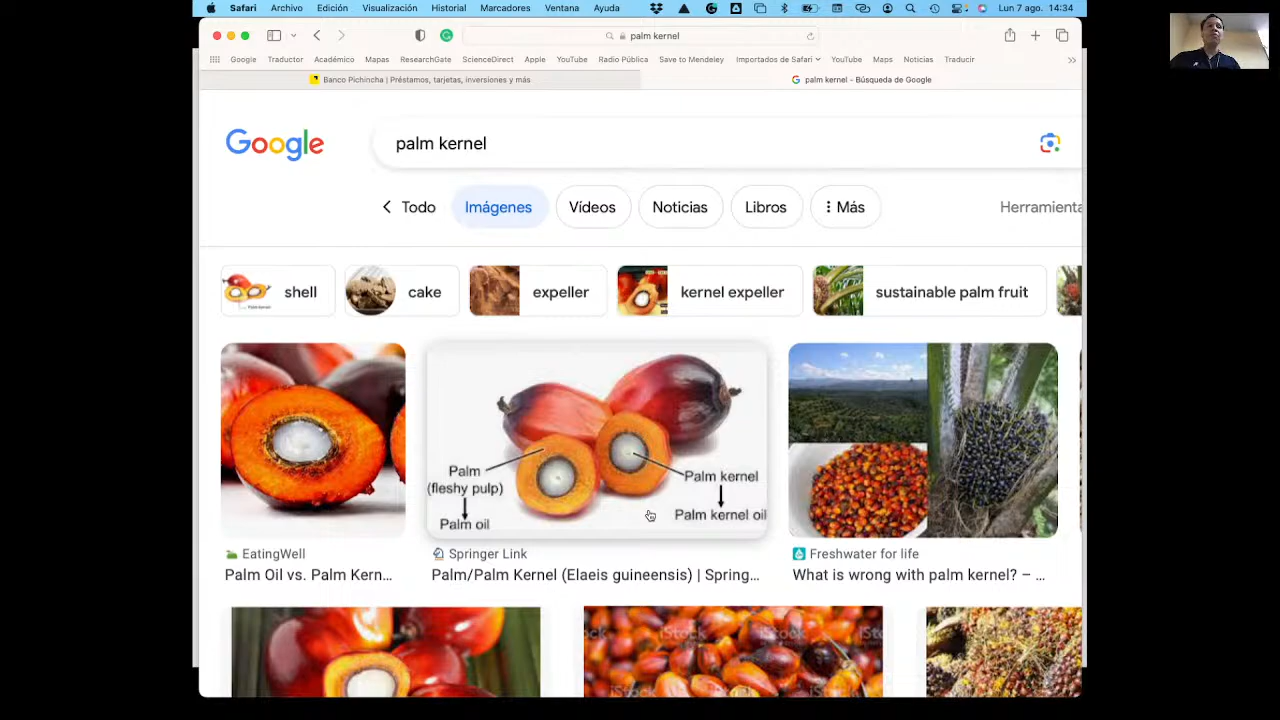 Safari Archivo Edición Visualización Historial Marcadores Ventana Ayuda Lun 7 ago. 14:34
palm kernel
Google Traductor Académico Mapas ResearchGate ScienceDirect Apple YouTube Radio Pública Save to Mendeley Importados de Safari YouTube Maps Noticias Traducir
Banco Pichincha | Préstamos, tarjetas, inversiones y más
palm kernel - Búsqueda de Google
Google
palm kernel
Todo Imágenes Vídeos Noticias Libros Más Herramienta
shell cake expeller kernel expeller sustainable palm fruit
Palm
(fleshy pulp)
Palm oil
Palm kernel
Palm kernel oil
EatingWell
Palm Oil vs. Palm Kern...
Springer Link
Palm/Palm Kernel (Elaeis guineensis) | Spring...
Freshwater for life
What is wrong with palm kernel? – ...
iStock
iStock
iStock